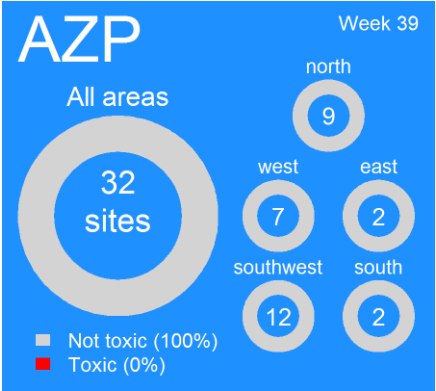 AZP
Week 39
All areas
32
sites
north
9
west
7
east
2
southwest
12
south
2
Not toxic (100%)
Toxic (0%)